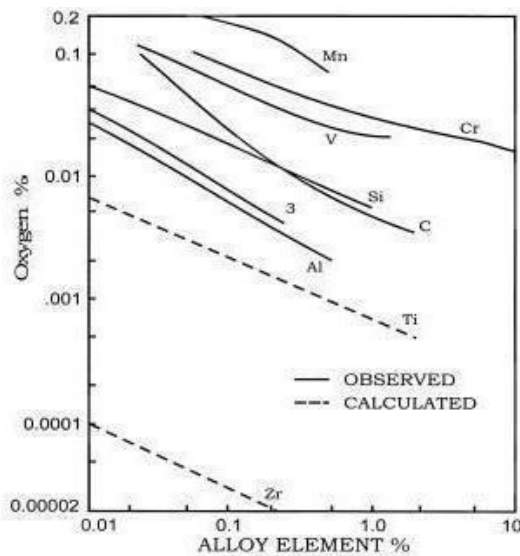 0.2
0.1
Mn
Cr
V
0.01
Si
3
C
Oxygen %
Al
.001
Ti
OBSERVED
CALCULATED
0.0001
Zr
0.00002
0.01 0.1 1.0 10
ALLOY ELEMENT %